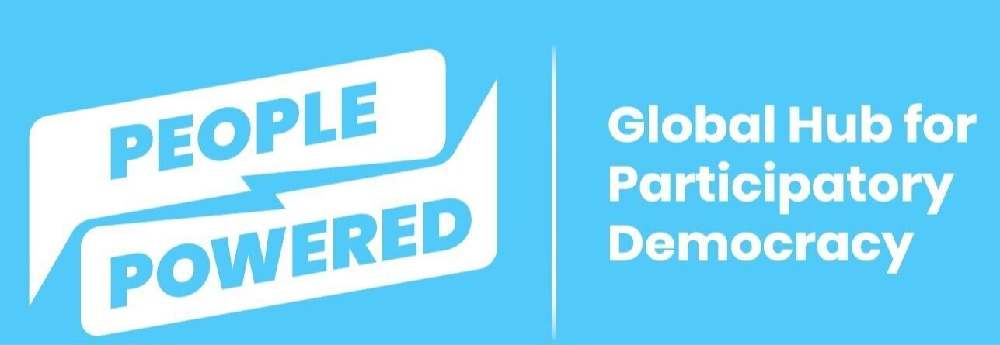 PEOPLE
POWERED
Global Hub for
Participatory
Democracy